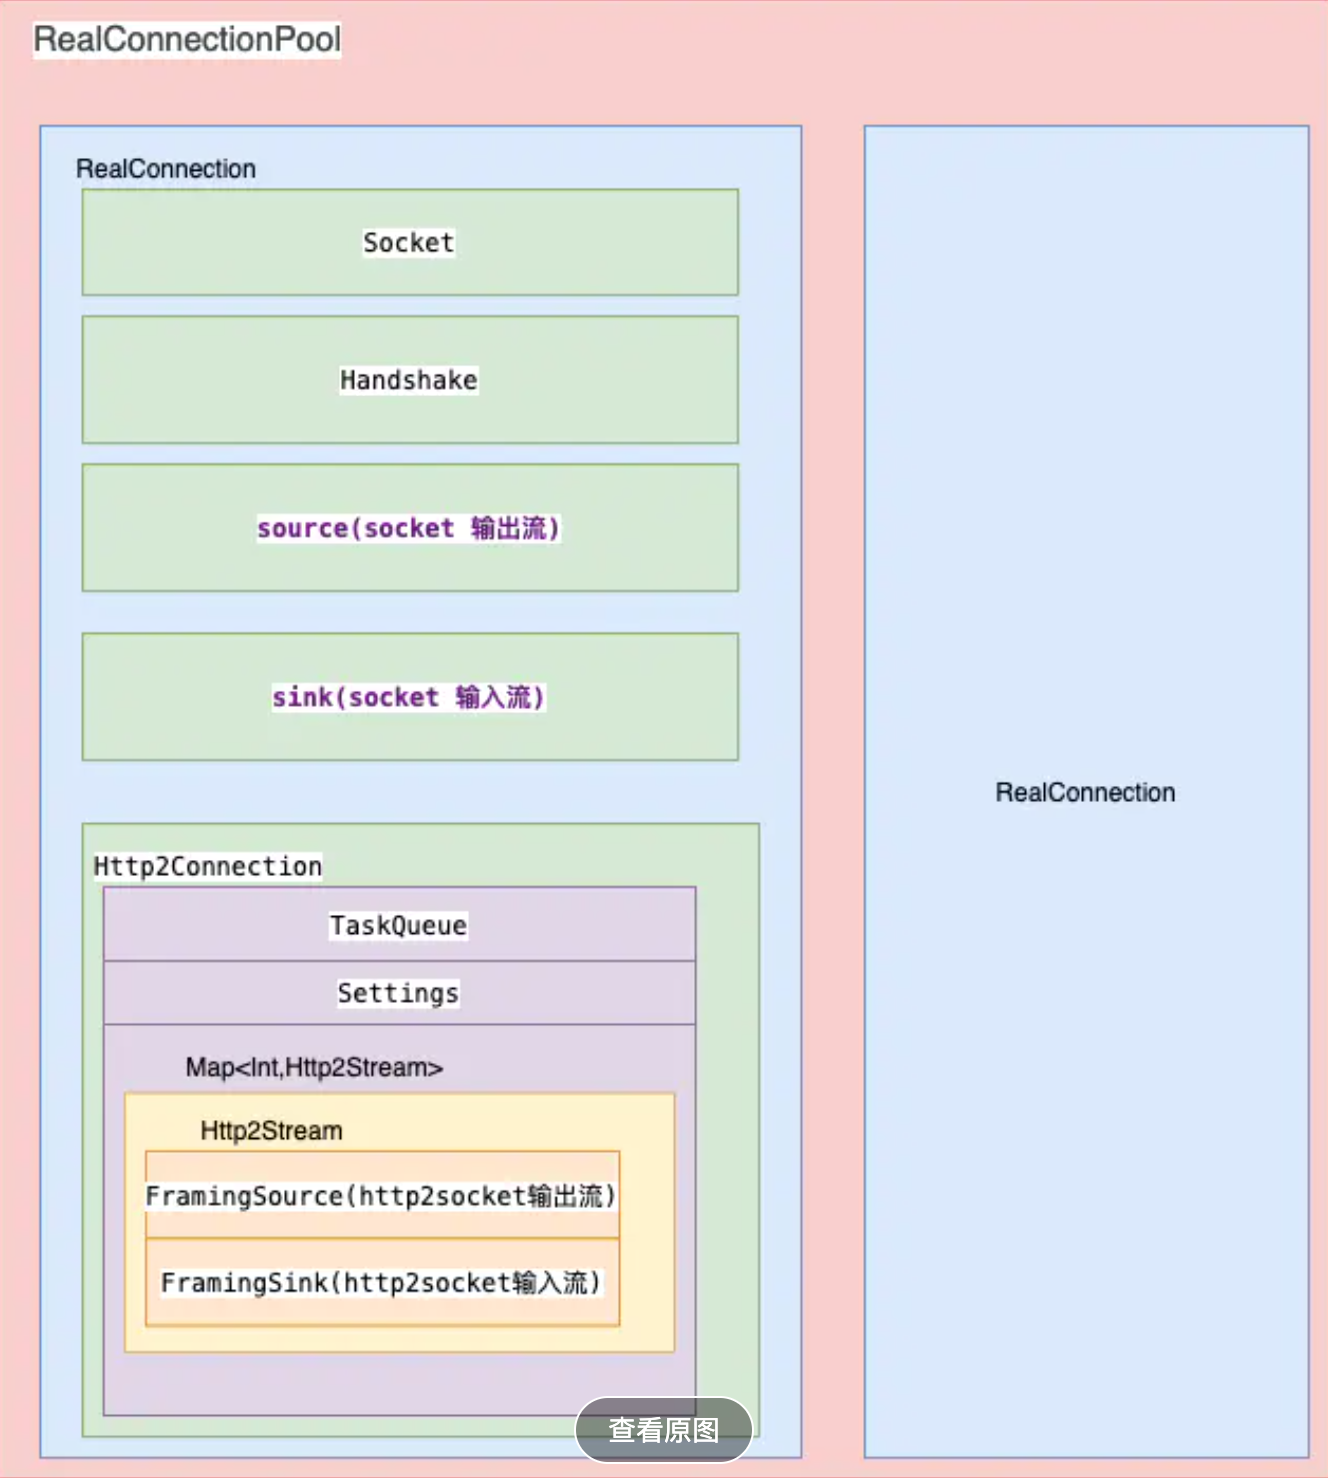 RealConnectionPool
RealConnection
Socket
Handshake
source(socket 输出流)
sink(socket 输入流)
Http2Connection
TaskQueue
Settings
Map<Int,Http2Stream>
Http2Stream
FramingSource(http2socket输出流)
FramingSink(http2socket输入流)
RealConnection
查看原图